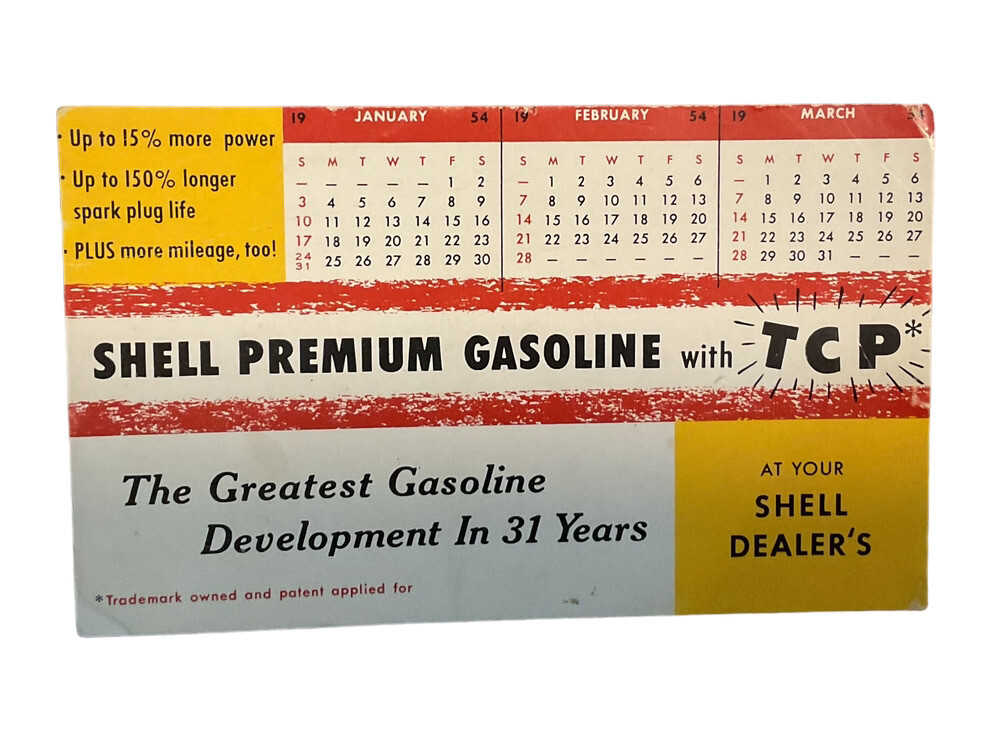 • Up to 15% more power
• Up to 150% longer
spark plug life
• PLUS more mileage, too!
19 JANUARY 54
S M T W T F S
— — — — — 1 2
3 4 5 6 7 8 9
10 11 12 13 14 15 16
17 18 19 20 21 22 23
24 25 26 27 28 29 30
31
19 FEBRUARY 54
S M T W T F S
— 1 2 3 4 5 6
7 8 9 10 11 12 13
14 15 16 17 18 19 20
21 22 23 24 25 26 27
28 — — — — — —
19 MARCH 54
S M T W T F S
— 1 2 3 4 5 6
7 8 9 10 11 12 13
14 15 16 17 18 19 20
21 22 23 24 25 26 27
28 29 30 31 — — —
SHELL PREMIUM GASOLINE with TCP*
The Greatest Gasoline
Development In 31 Years
*Trademark owned and patent applied for
AT YOUR
SHELL
DEALER'S